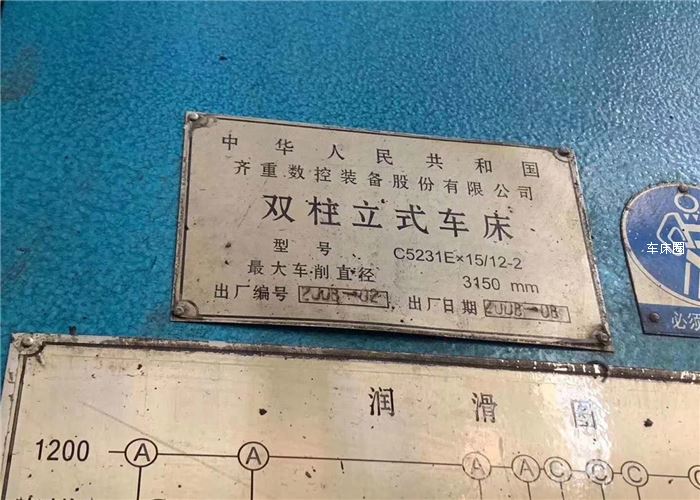 中华人民共和国
齐重数控装备股份有限公司
双柱立式车床
型号 C5231E×15/12-2
最大车削直径 3150 mm
出厂编号 2008-02. 出厂日期 2008-08
车床圈
必须
润滑图
1200 A A A A C C C